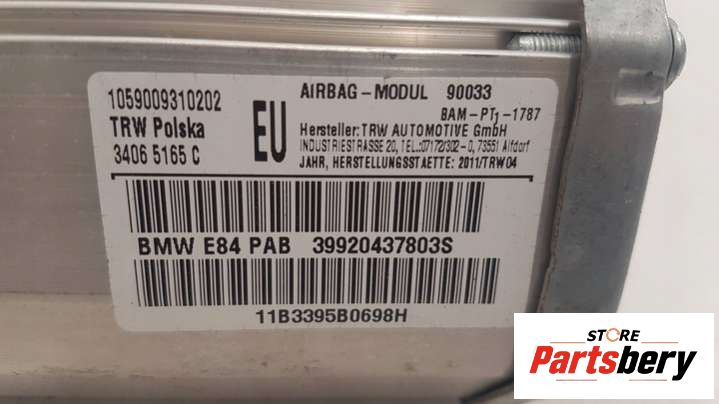 1059009310202
TRW Polska
3406 5165 C
EU
AIRBAG-MODUL 90033
BAM-PT1-1787
Hersteller: TRW AUTOMOTIVE GmbH
INDUSTRIESTRASSE 20, TEL.:07172/302-0, 73551 Alfdorf
JAHR, HERSTELLUNGSSTAETTE: 2011/TRW04
BMW E84 PAB 39920437803S
11B3395B0698H
STORE
Partsbery